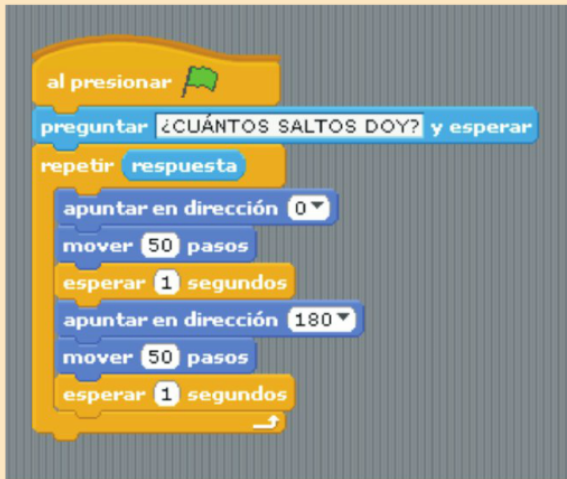 al presionar
preguntar ¿CUÁNTOS SALTOS DOY? y esperar
repetir respuesta
apuntar en dirección 0
mover 50 pasos
esperar 1 segundos
apuntar en dirección 180
mover 50 pasos
esperar 1 segundos